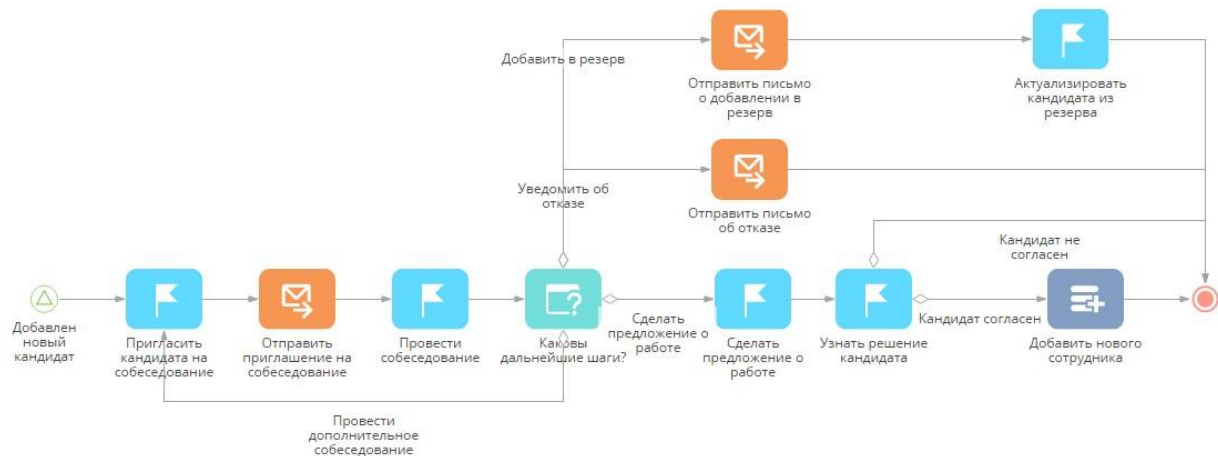 Добавить в резерв
Отправить письмо
о добавлении в
резерв
Актуализировать
кандидата из
резерва
Уведомить об
отказе
Отправить письмо
об отказе
Кандидат не
согласен
Добавлен
новый
кандидат
Пригласить
кандидата на
собеседование
Отправить
приглашение на
собеседование
Провести
собеседование
Каковы
дальнейшие шаги?
Сделать
предложение о
работе
Сделать
предложение о
работе
Узнать решение
кандидата
Кандидат согласен
Добавить нового
сотрудника
Провести
дополнительное
собеседование